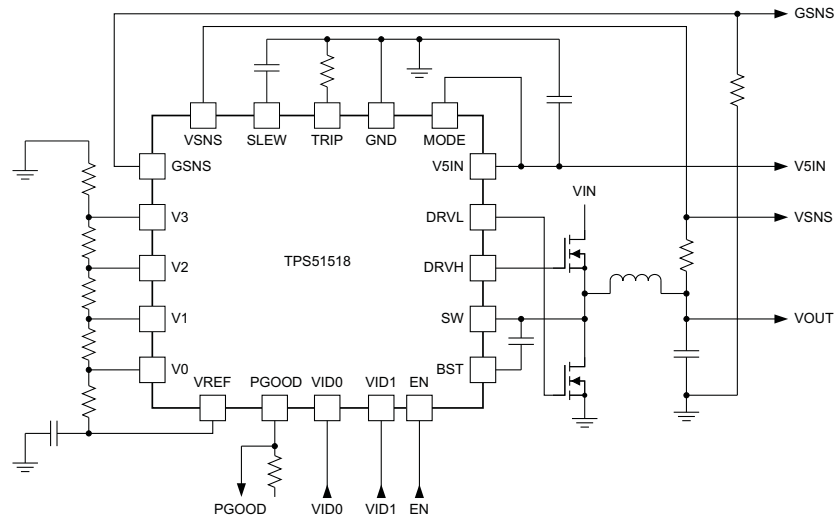 GSNS
VSNS SLEW TRIP GND MODE
GSNS V5IN V5IN
VIN
V3 DRVL VSNS
V2 TPS51518 DRVH
V1 SW VOUT
V0 BST
VREF PGOOD VID0 VID1 EN
PGOOD VID0 VID1 EN